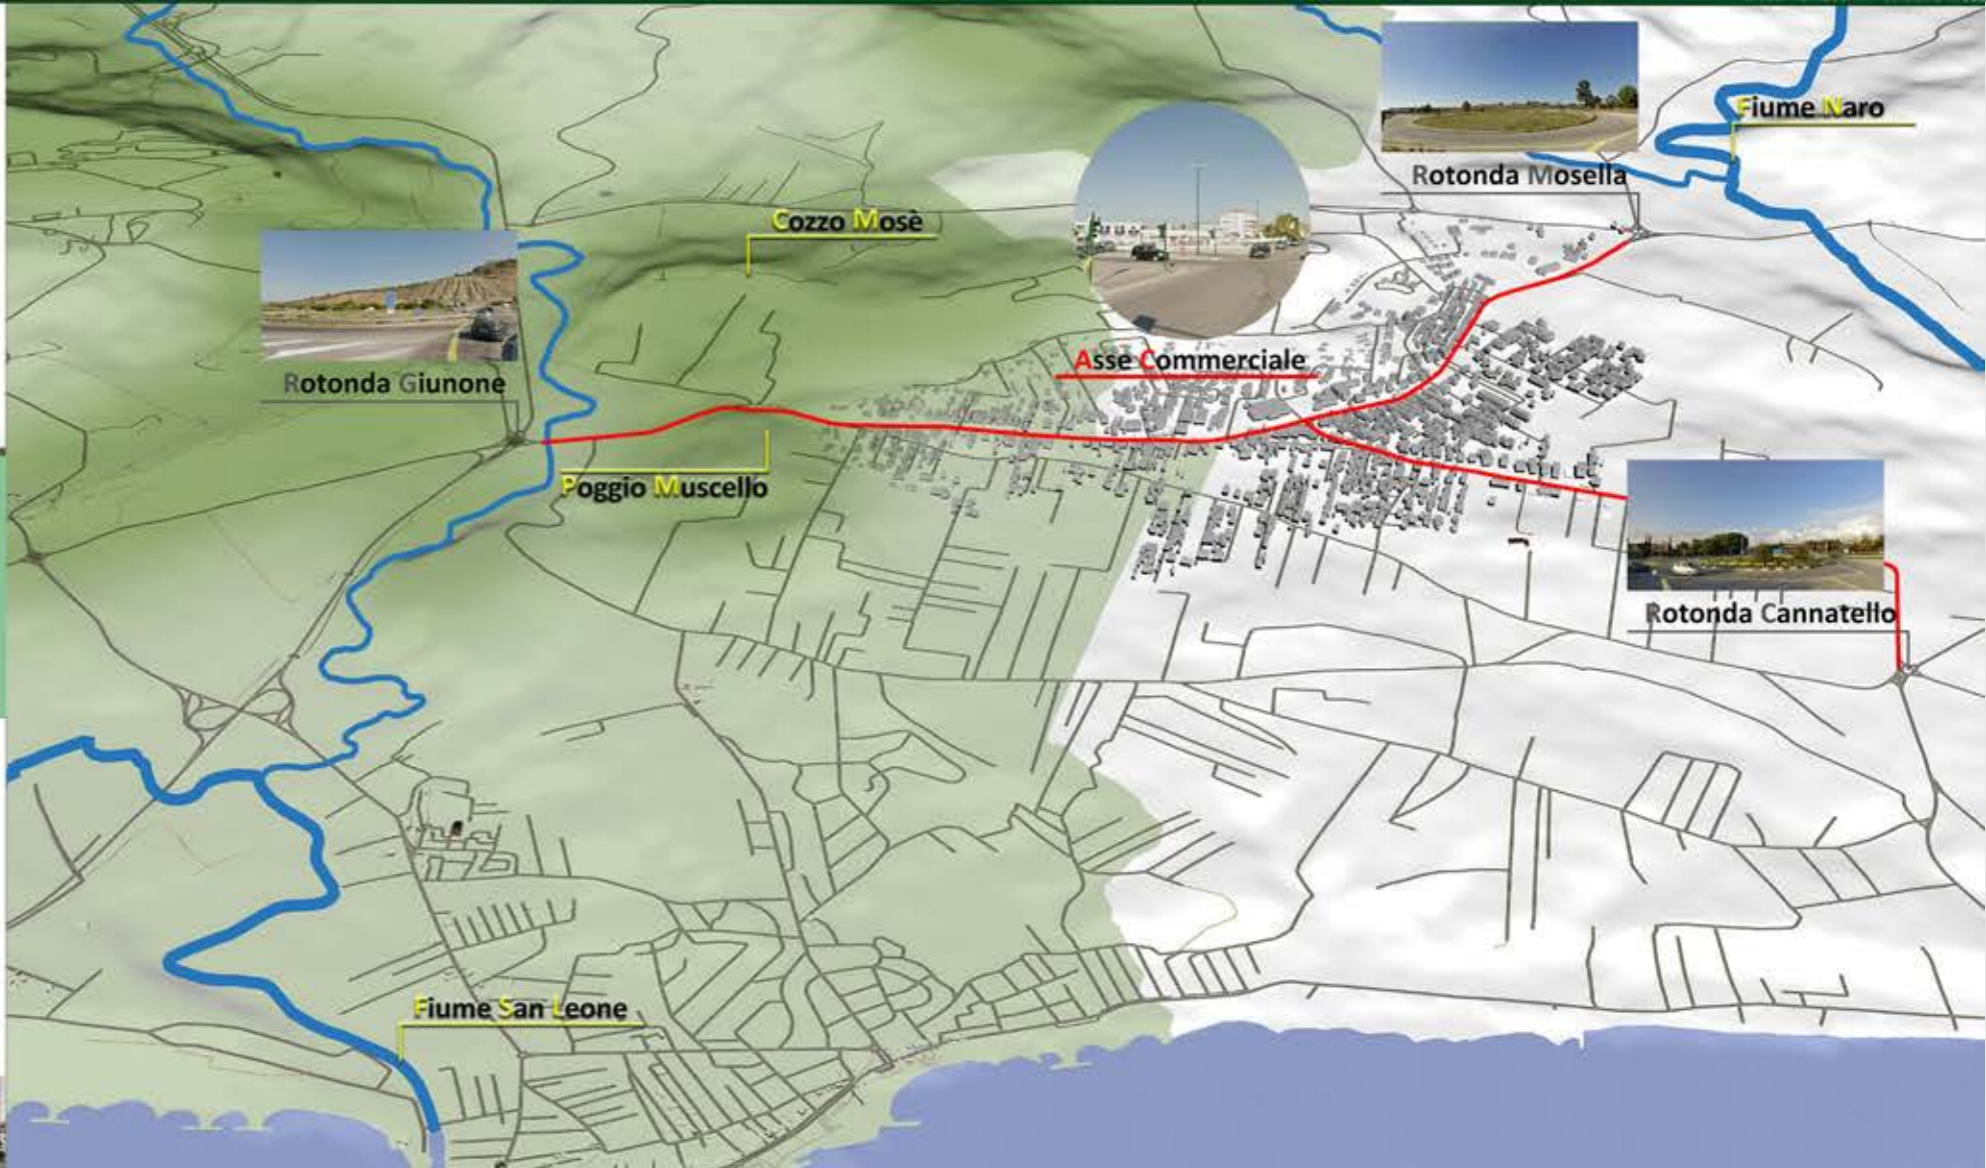 Fiume Naro
Rotonda Mosella
Cozzo Mosè
Asse Commerciale
Rotonda Giunone
Poggio Muscello
Rotonda Cannatello
Fiume San Leone